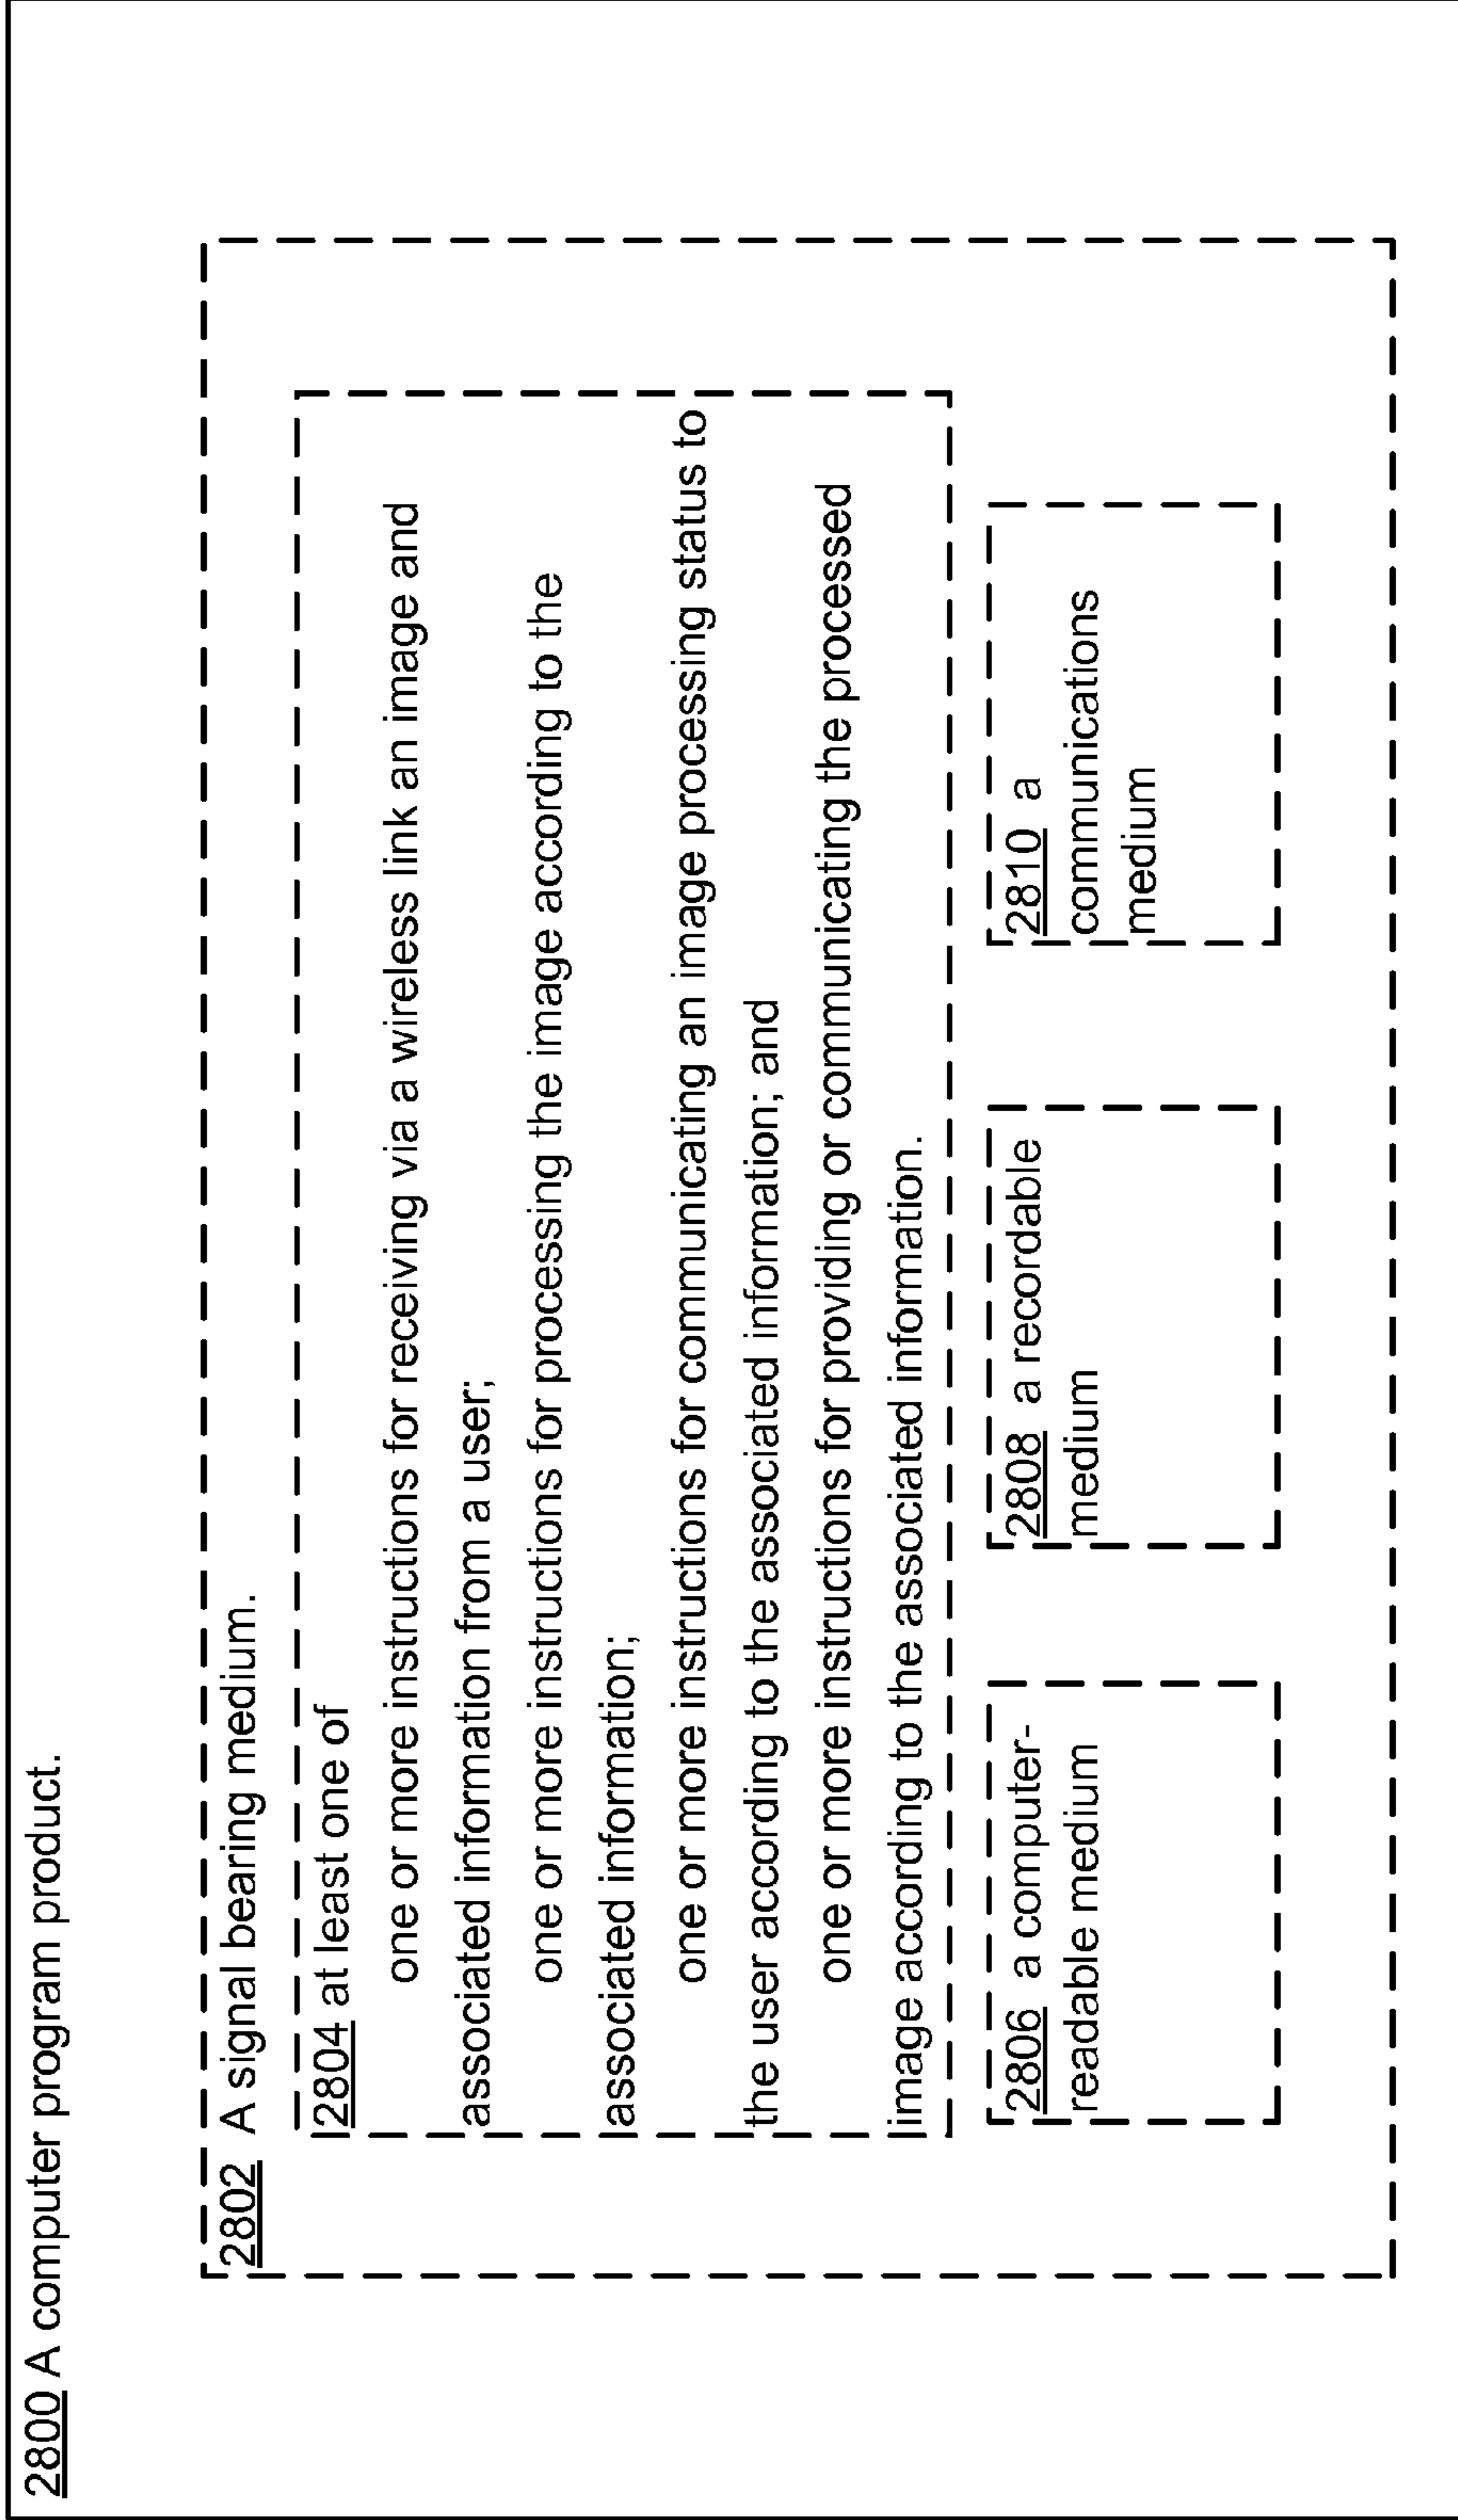 2800 A computer program product.
2802 A signal bearing medium.
2804 at least one of
one or more instructions for receiving via a wireless link an image and
associated information from a user;
one or more instructions for processing the image according to the
associated information;
one or more instructions for communicating an image processing status to
the user according to the associated information; and
one or more instructions for providing or communicating the processed
image according to the associated information.
2806 a computer-
readable medium
2808 a recordable
medium
2810 a
communications
medium